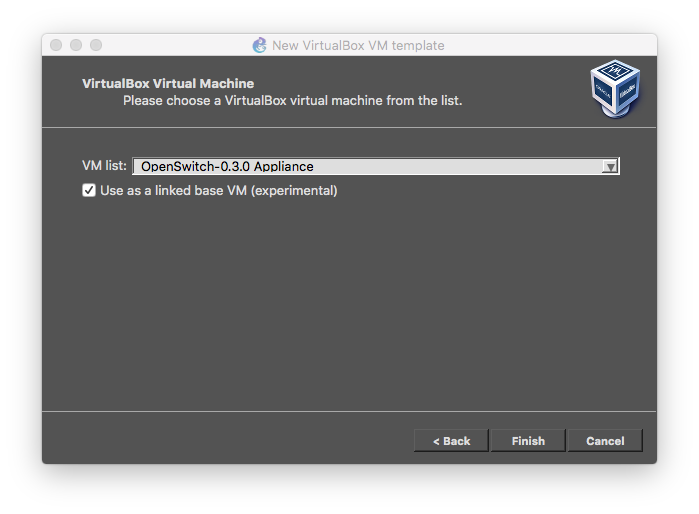 New VirtualBox VM template
VirtualBox Virtual Machine
Please choose a VirtualBox virtual machine from the list.
VM list: OpenSwitch-0.3.0 Appliance
Use as a linked base VM (experimental)
< Back Finish Cancel